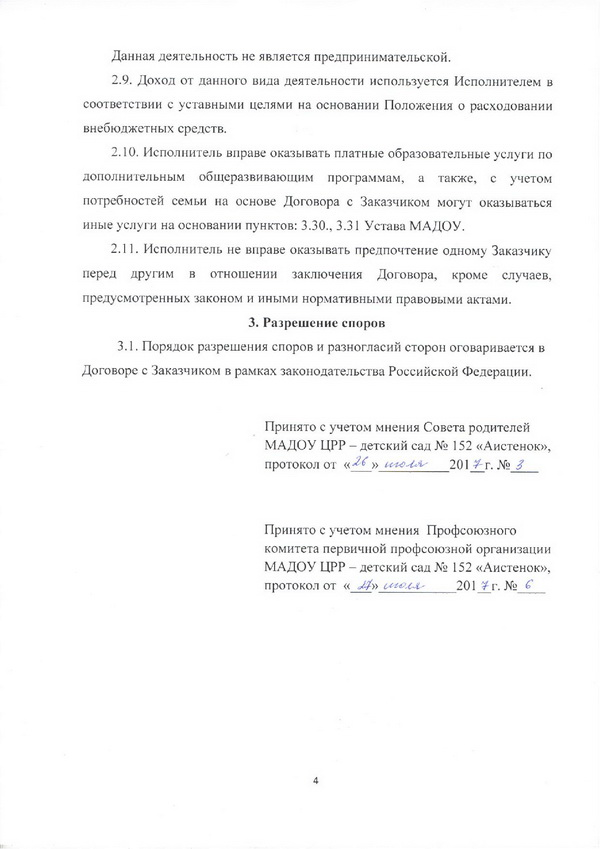 Данная деятельность не является предпринимательской.
2.9. Доход от данного вида деятельности используется Исполнителем в
соответствии с уставными целями на основании Положения о расходовании
внебюджетных средств.
2.10. Исполнитель вправе оказывать платные образовательные услуги по
дополнительным общеразвивающим программам, а также, с учетом
потребностей семьи на основе Договора с Заказчиком могут оказываться
иные услуги на основании пунктов: 3.30., 3.31 Устава МАДОУ.
2.11. Исполнитель не вправе оказывать предпочтение одному Заказчику
перед другим в отношении заключения Договора, кроме случаев,
предусмотренных законом и иными нормативными правовыми актами.
3. Разрешение споров
3.1. Порядок разрешения споров и разногласий сторон оговаривается в
Договоре с Заказчиком в рамках законодательства Российской Федерации.
Принято с учетом мнения Совета родителей
МАДОУ ЦРР – детский сад № 152 «Аистенок»,
протокол от «26» июля 2017 г. № 3
Принято с учетом мнения Профсоюзного
комитета первичной профсоюзной организации
МАДОУ ЦРР – детский сад № 152 «Аистенок»,
протокол от «27» июля 2017 г. № 6
4